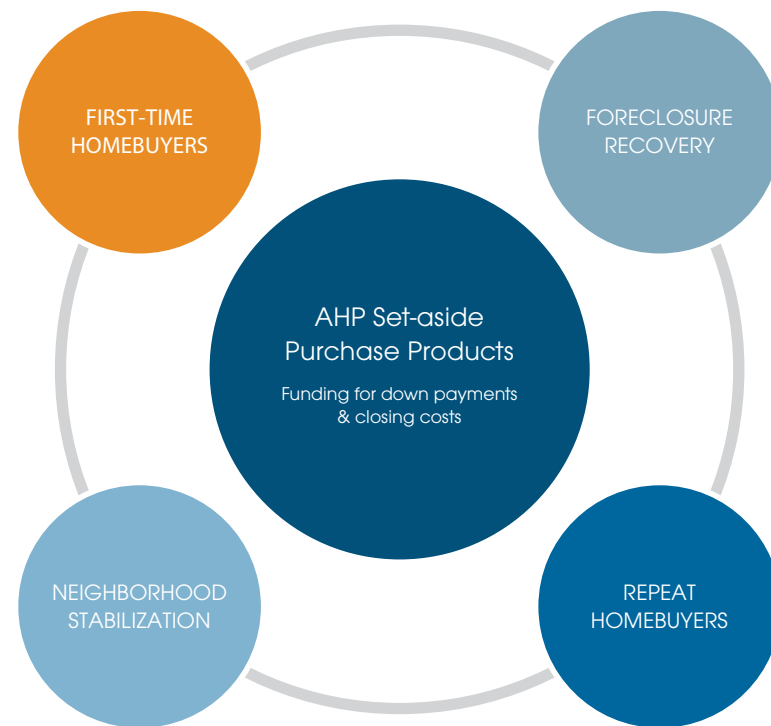 FIRST-TIME
HOMEBUYERS
FORECLOSURE
RECOVERY
AHP Set-aside
Purchase Products
Funding for down payments
& closing costs
NEIGHBORHOOD
STABILIZATION
REPEAT
HOMEBUYERS